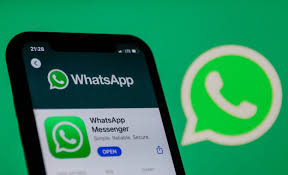 21:28
WhatsApp
WhatsApp
Messenger
Simple. Reliable. Secure.
OPEN